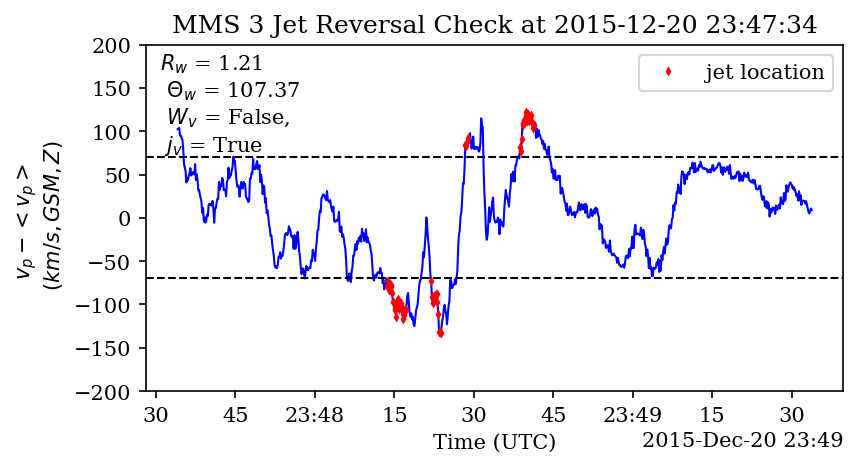 MMS 3 Jet Reversal Check at 2015-12-20 23:47:34
R_w = 1.21
Θ_w = 107.37
W_v = False,
j_v = True
jet location
v_p − < v_p >
(km/s, GSM, Z)
200
150
100
50
0
−50
−100
−150
−200
30 45 23:48 15 30 45 23:49 15 30
Time (UTC)
2015-Dec-20 23:49